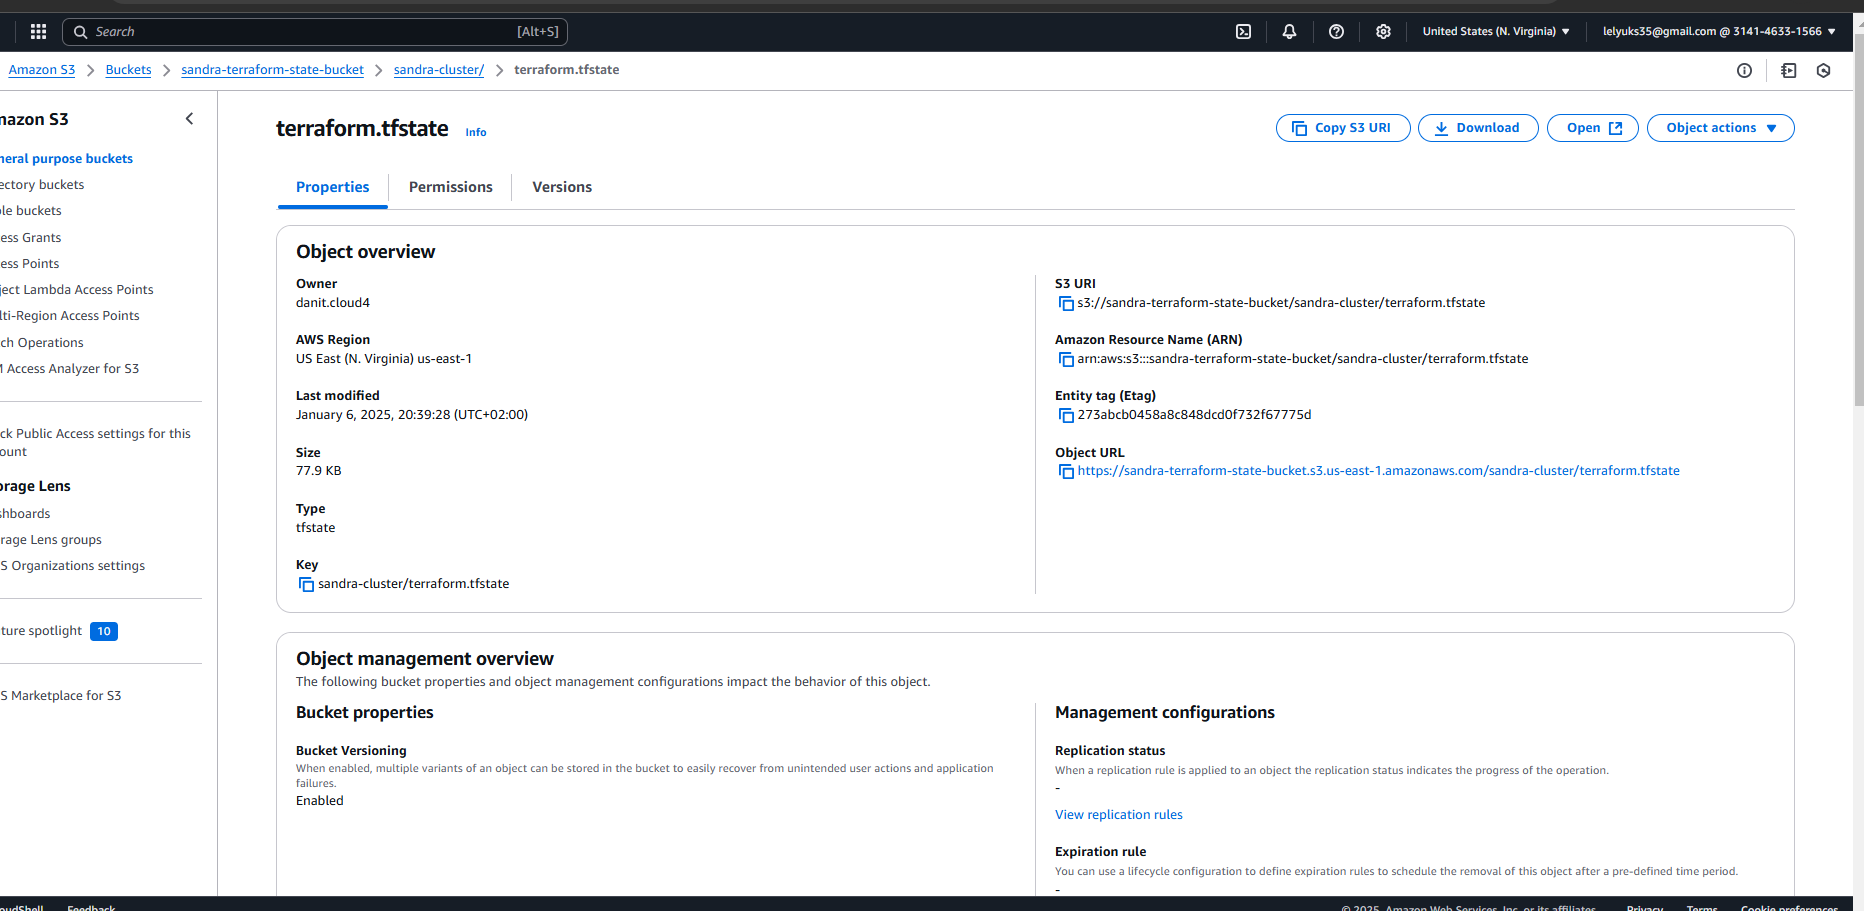 Search [Alt+S]
United States (N. Virginia) ▼
lelyuks35@gmail.com @ 3141-4633-1566 ▼
Amazon S3 > Buckets > sandra-terraform-state-bucket > sandra-cluster/ > terraform.tfstate
nazon S3
neral purpose buckets
ectory buckets
le buckets
ess Grants
ess Points
ject Lambda Access Points
lti-Region Access Points
ch Operations
M Access Analyzer for S3
ck Public Access settings for this
ount
orage Lens
shboards
rage Lens groups
S Organizations settings
ture spotlight 10
S Marketplace for S3
terraform.tfstate Info
Copy S3 URI
Download
Open
Object actions ▼
Properties
Permissions
Versions
Object overview
Owner
danit.cloud4
AWS Region
US East (N. Virginia) us-east-1
Last modified
January 6, 2025, 20:39:28 (UTC+02:00)
Size
77.9 KB
Type
tfstate
Key
sandra-cluster/terraform.tfstate
S3 URI
s3://sandra-terraform-state-bucket/sandra-cluster/terraform.tfstate
Amazon Resource Name (ARN)
arn:aws:s3:::sandra-terraform-state-bucket/sandra-cluster/terraform.tfstate
Entity tag (Etag)
273abcb0458a8c848dcd0f732f67775d
Object URL
https://sandra-terraform-state-bucket.s3.us-east-1.amazonaws.com/sandra-cluster/terraform.tfstate
Object management overview
The following bucket properties and object management configurations impact the behavior of this object.
Bucket properties
Bucket Versioning
When enabled, multiple variants of an object can be stored in the bucket to easily recover from unintended user actions and application
failures.
Enabled
Management configurations
Replication status
When a replication rule is applied to an object the replication status indicates the progress of the operation.
-
View replication rules
Expiration rule
You can use a lifecycle configuration to define expiration rules to schedule the removal of this object after a pre-defined time period.
-
oudShell Feedback
© 2025, Amazon Web Services, Inc. or its affiliates. Privacy Terms Cookie preferences